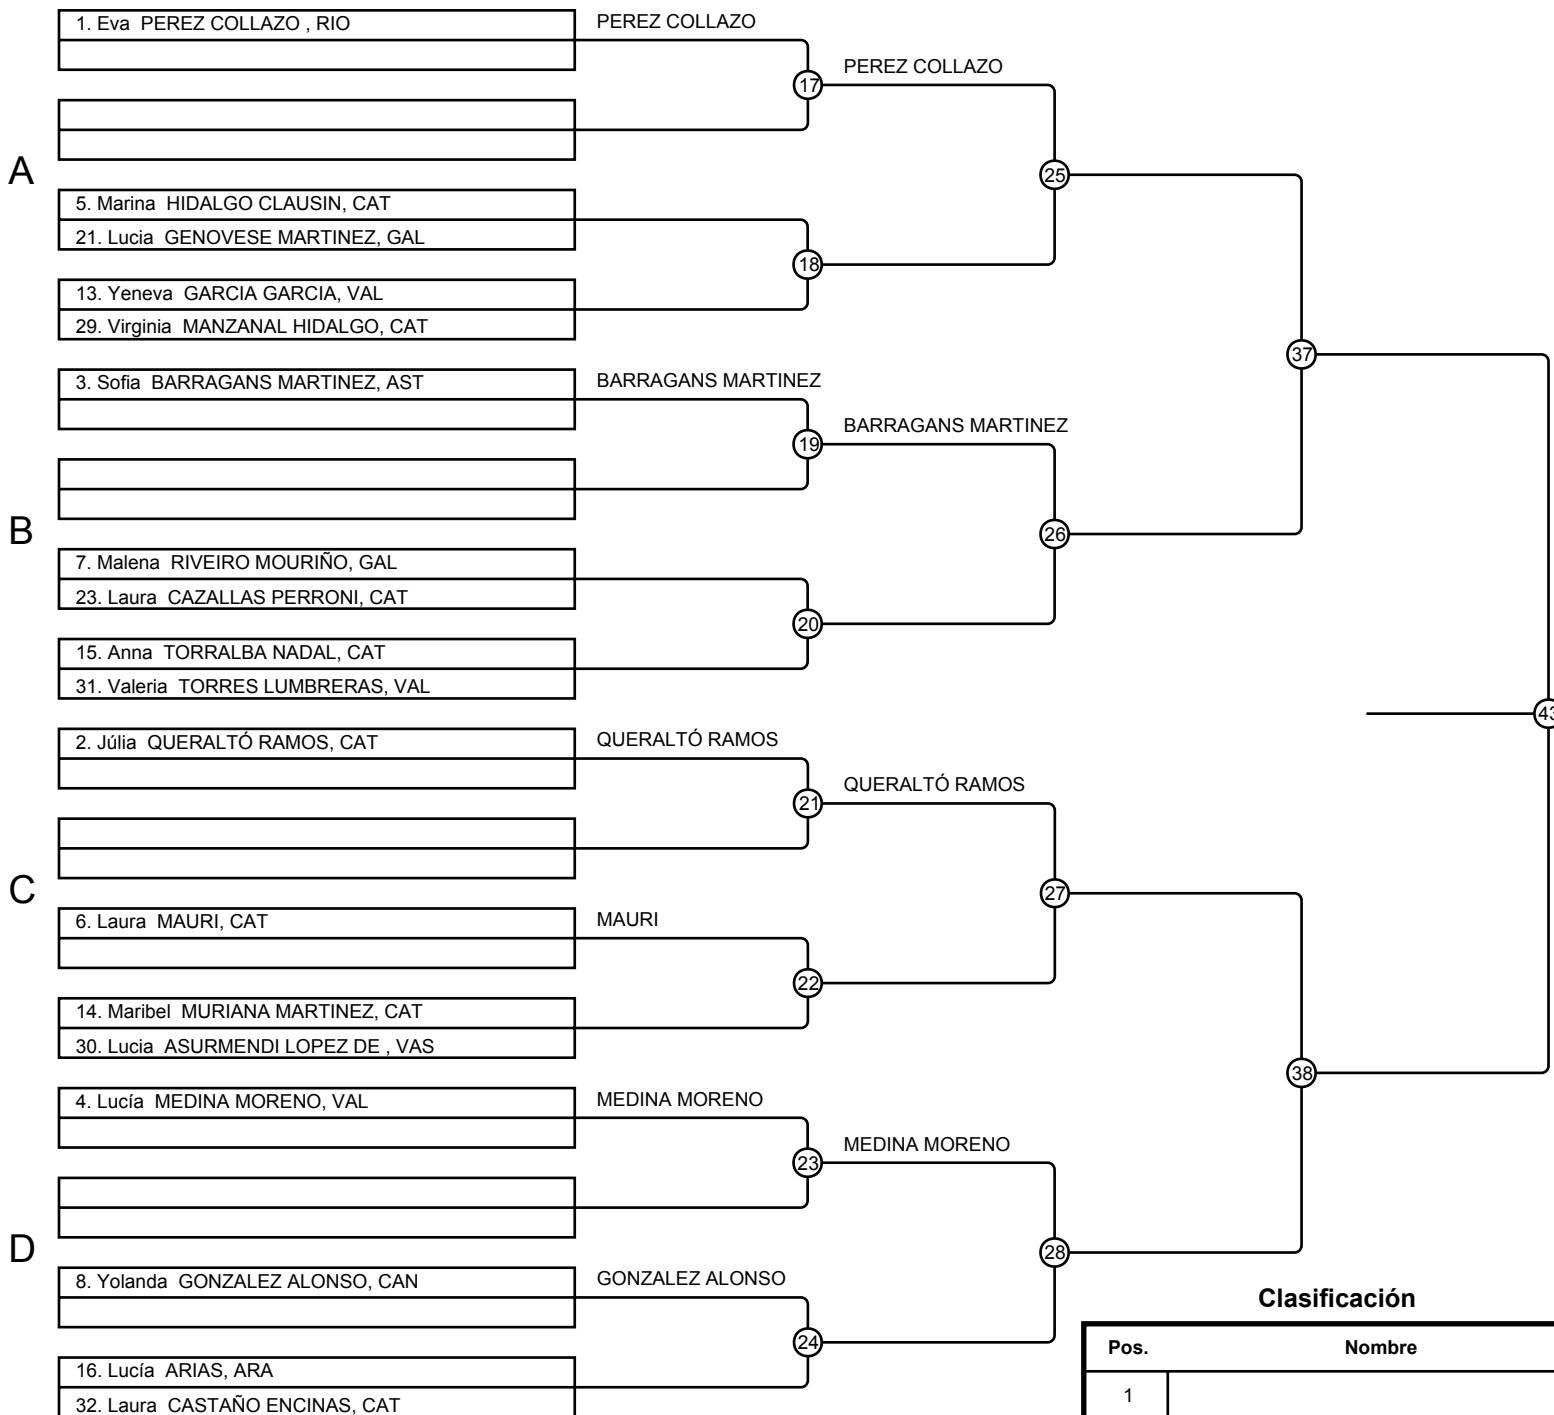 1. Eva PEREZ COLLAZO , RIO
PEREZ COLLAZO
PEREZ COLLAZO
17
A
25
5. Marina HIDALGO CLAUSIN, CAT
21. Lucia GENOVESE MARTINEZ, GAL
18
13. Yeneva GARCIA GARCIA, VAL
29. Virginia MANZANAL HIDALGO, CAT
37
3. Sofia BARRAGANS MARTINEZ, AST
BARRAGANS MARTINEZ
BARRAGANS MARTINEZ
19
B
26
7. Malena RIVEIRO MOURIÑO, GAL
23. Laura CAZALLAS PERRONI, CAT
20
15. Anna TORRALBA NADAL, CAT
31. Valeria TORRES LUMBRERAS, VAL
43
2. Júlia QUERALTÓ RAMOS, CAT
QUERALTÓ RAMOS
QUERALTÓ RAMOS
21
C
27
6. Laura MAURI, CAT
MAURI
22
14. Maribel MURIANA MARTINEZ, CAT
30. Lucia ASURMENDI LOPEZ DE , VAS
38
4. Lucía MEDINA MORENO, VAL
MEDINA MORENO
MEDINA MORENO
23
D
28
8. Yolanda GONZALEZ ALONSO, CAN
GONZALEZ ALONSO
24
16. Lucía ARIAS, ARA
32. Laura CASTAÑO ENCINAS, CAT
Clasificación
Pos. Nombre
1